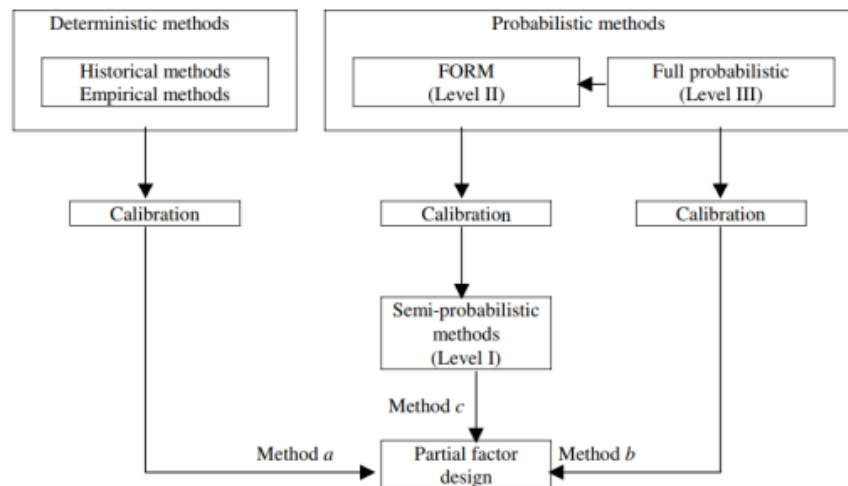 Deterministic methods
Probabilistic methods
Historical methods
Empirical methods
FORM
(Level II)
Full probabilistic
(Level III)
Calibration
Calibration
Calibration
Semi-probabilistic
methods
(Level I)
Method c
Method a
Partial factor
design
Method b